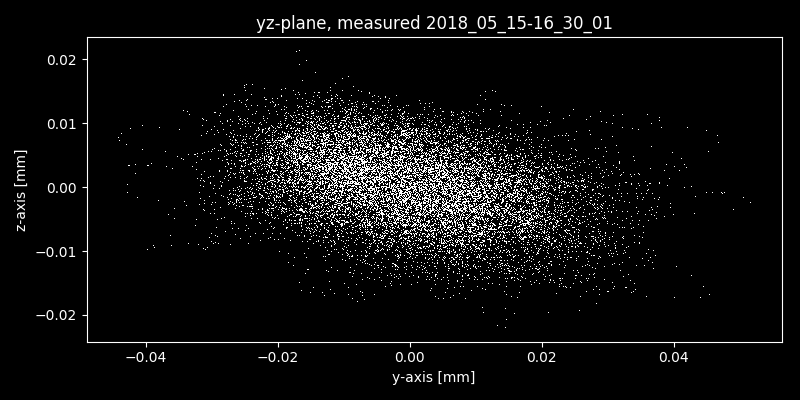 yz-plane, measured 2018_05_15-16_30_01
0.02
0.01
0.00
−0.01
−0.02
z-axis [mm]
−0.04 −0.02 0.00 0.02 0.04
y-axis [mm]